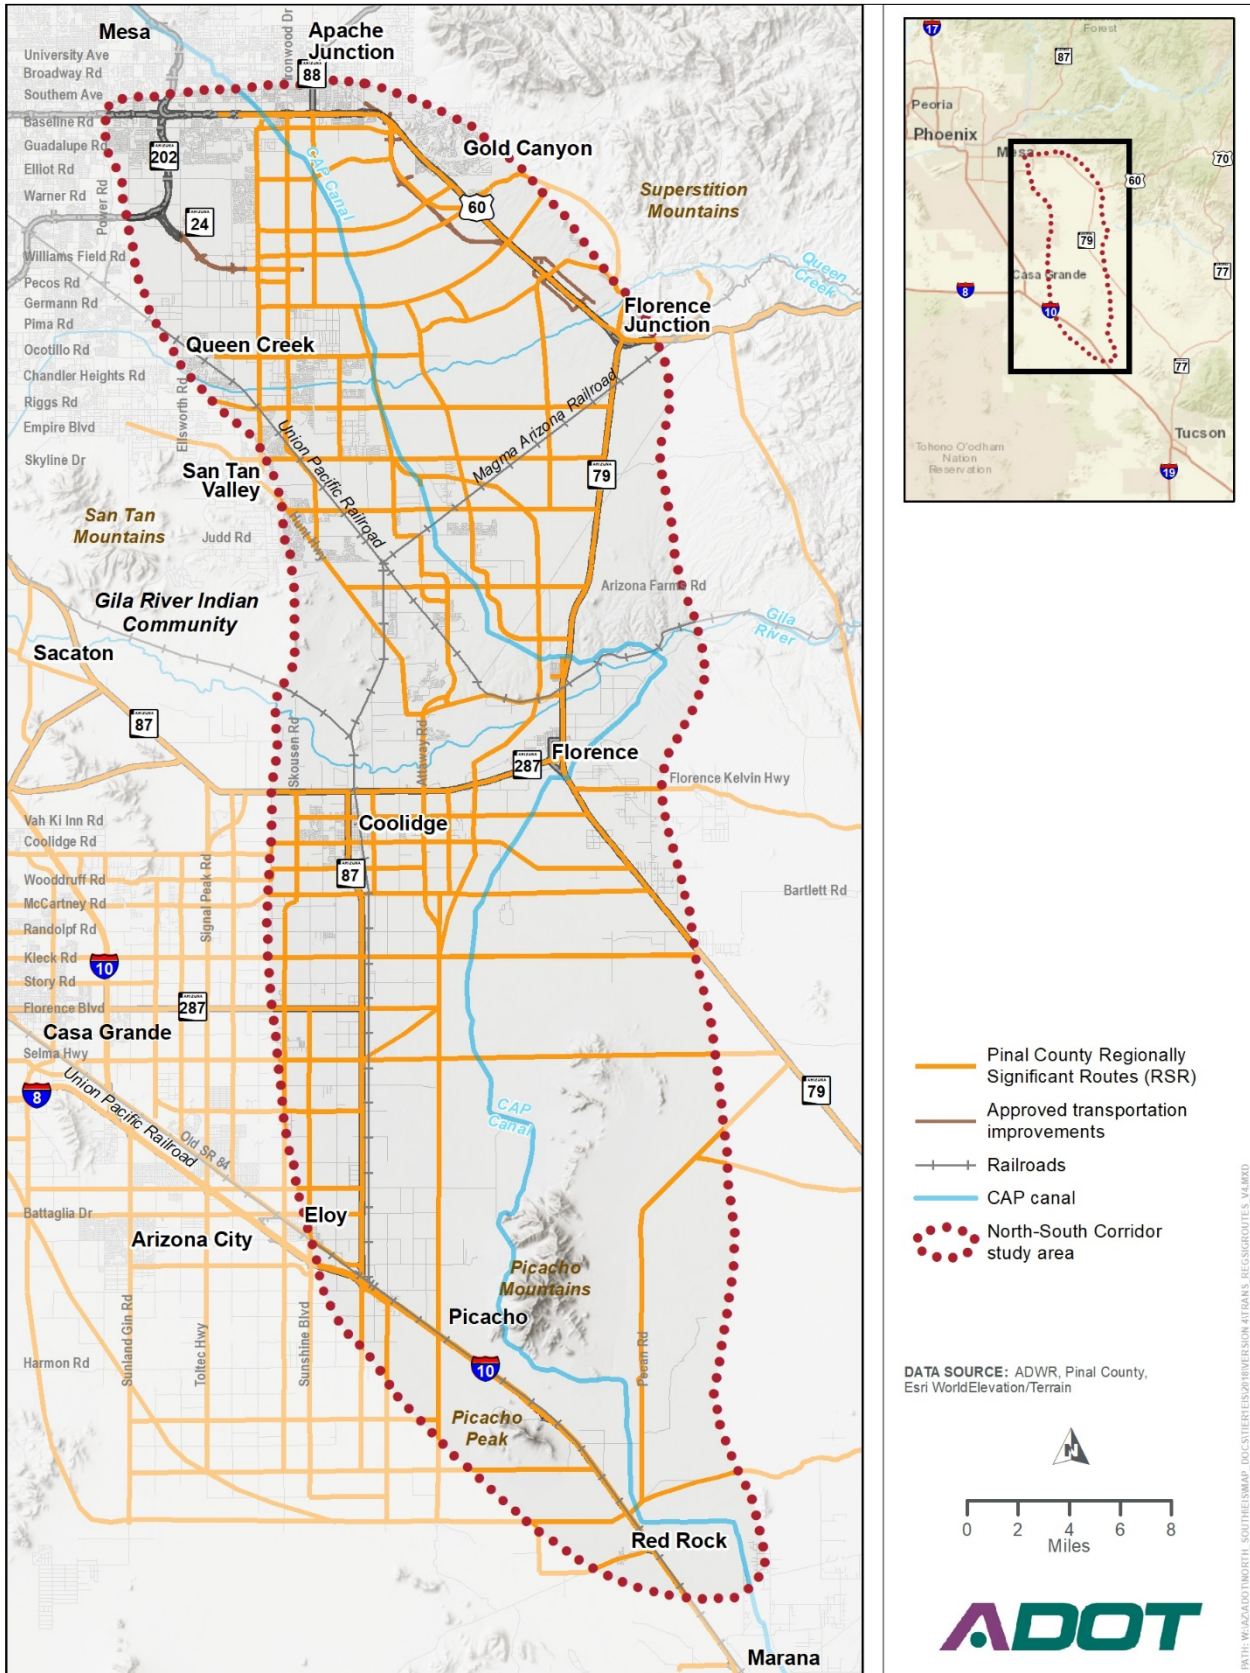 Mesa
Apache
Junction
Ironwood Dr
University Ave
Broadway Rd
Southern Ave
88
Baseline Rd
Guadalupe Rd
202
Elliot Rd
Warner Rd
Power Rd
24
CAP Canal
Gold Canyon
Superstition
Mountains
60
Williams Field Rd
Pecos Rd
Germann Rd
Pima Rd
Ocotillo Rd
Chandler Heights Rd
Riggs Rd
Empire Blvd
Skyline Dr
Queen
Creek
Florence
Junction
Queen Creek
Ellsworth Rd
Union Pacific Railroad
Magma Arizona Railroad
San Tan
Valley
79
San Tan
Mountains
Judd Rd
Hunt Hwy
Arizona Farms Rd
Gila River Indian
Community
Gila
River
Sacaton
87
Skousen Rd
Attaway Rd
287
Florence
Florence Kelvin Hwy
Vah Ki Inn Rd
Coolidge Rd
Coolidge
Wooddruff Rd
McCartney Rd
Randolpf Rd
Signal Peak Rd
87
Bartlett Rd
Kleck Rd
10
Story Rd
Florence Blvd
287
Casa Grande
Selma Hwy
8
Union Pacific Railroad
Old SR 84
79
CAP
Canal
Battaglia Dr
Eloy
Arizona City
Picacho
Mountains
Picacho
Sunland Gin Rd
Toltec Hwy
Sunshine Blvd
Harmon Rd
10
Pecan Rd
Picacho
Peak
Red Rock
Marana
17
Forest
87
Peoria
Phoenix
Mesa
70
60
79
77
Casa Grande
8
10
77
Tohono O'odham
Nation
Reservation
Tucson
19
Pinal County Regionally
Significant Routes (RSR)
Approved transportation
improvements
Railroads
CAP canal
North-South Corridor
study area
DATA SOURCE: ADWR, Pinal County,
Esri WorldElevation/Terrain
N
0 2 4 6 8
Miles
ADOT